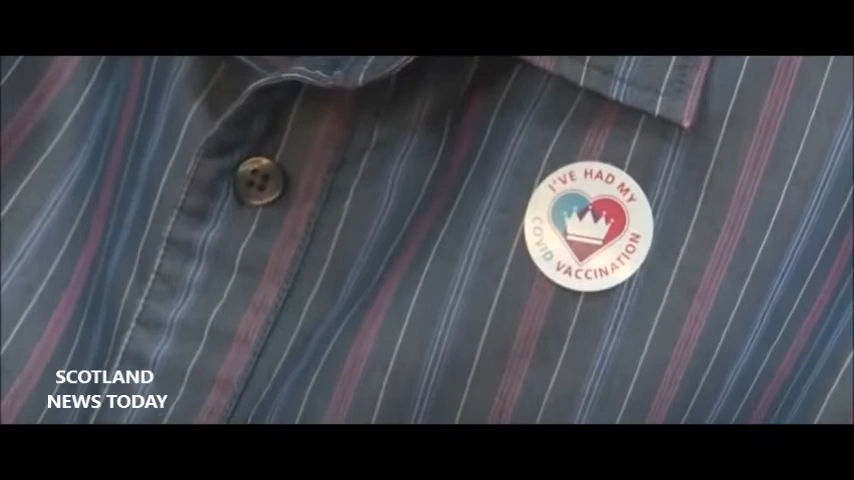 I'VE HAD MY
COVID VACCINATION
SCOTLAND
NEWS TODAY